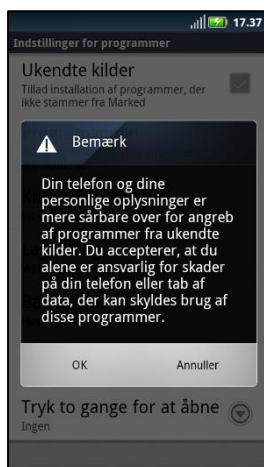 17.37
Indstillinger for programmer
Ukendte kilder
Tillad installation af programmer, der
ikke stammer fra Marked
Bemærk
Din telefon og dine
personlige oplysninger er
mere sårbare over for angreb
af programmer fra ukendte
kilder. Du accepterer, at du
alene er ansvarlig for skader
på din telefon eller tab af
data, der kan skyldes brug af
disse programmer.
OK Annuller
Tryk to gange for at åbne
Ingen